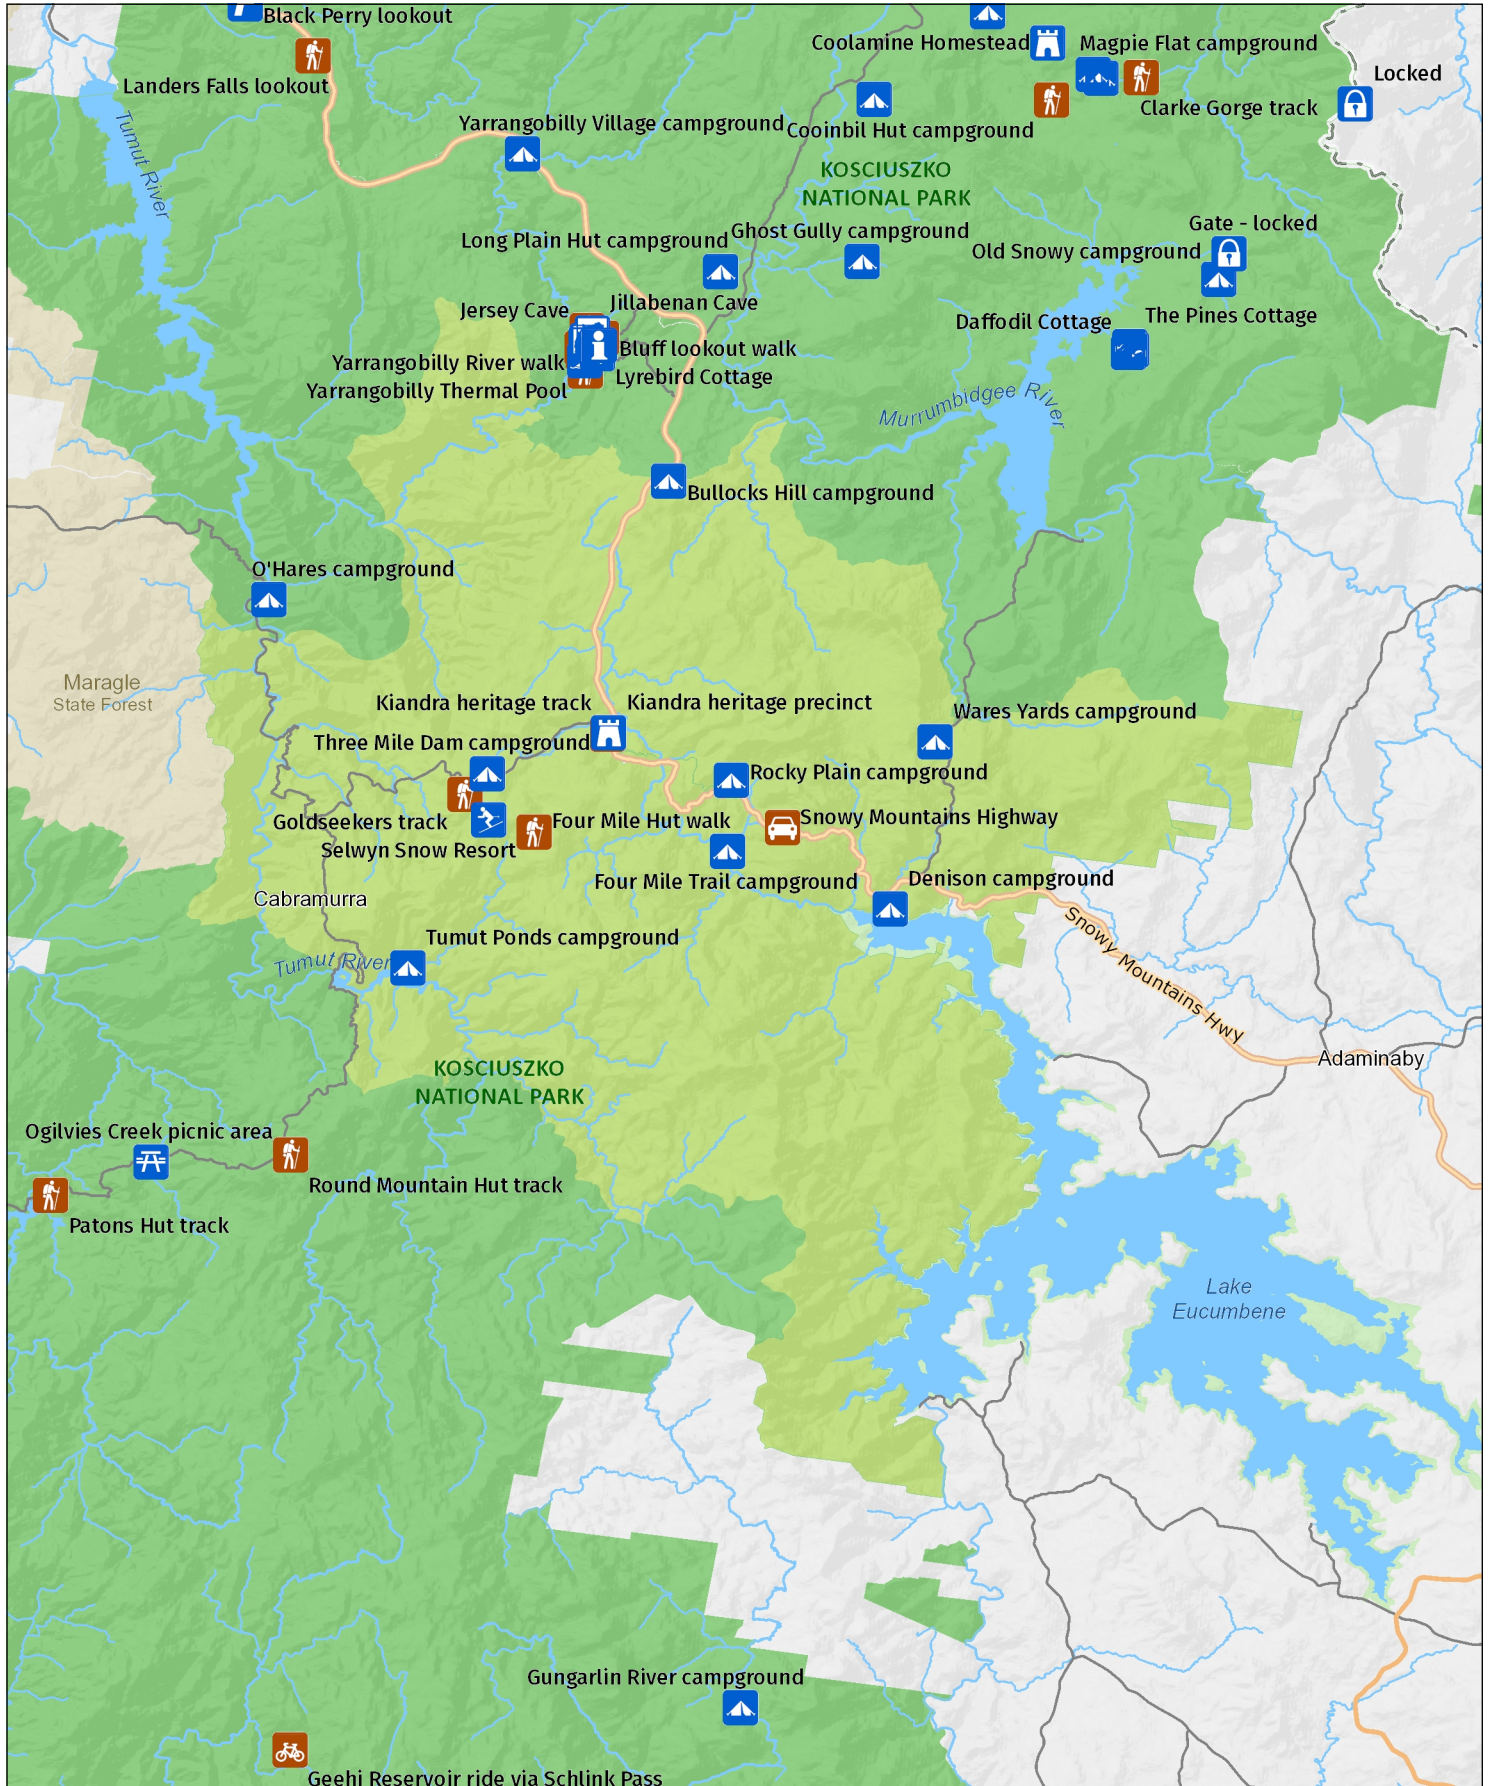 Black Perry lookout
Landers Falls lookout
Coolamine Homestead
Magpie Flat campground
Locked
Clarke Gorge track
Yarrangobilly Village campground
Cooinbil Hut campground
Tumut River
KOSCIUSZKO
NATIONAL PARK
Gate - locked
Long Plain Hut campground
Ghost Gully campground
Old Snowy campground
Jersey Cave
Jillabenan Cave
Daffodil Cottage
The Pines Cottage
Yarrangobilly River walk
Bluff lookout walk
Yarrangobilly Thermal Pool
Lyrebird Cottage
Murrumbidgee River
Bullocks Hill campground
O'Hares campground
Maragle
State Forest
Kiandra heritage track
Kiandra heritage precinct
Wares Yards campground
Three Mile Dam campground
Rocky Plain campground
Goldseekers track
Four Mile Hut walk
Snowy Mountains Highway
Selwyn Snow Resort
Four Mile Trail campground
Denison campground
Cabramurra
Tumut Ponds campground
Tumut River
Snowy Mountains Hwy
Adaminaby
KOSCIUSZKO
NATIONAL PARK
Ogilvies Creek picnic area
Round Mountain Hut track
Patons Hut track
Lake
Eucumbene
Gungarlin River campground
Geehi Reservoir ride via Schlink Pass